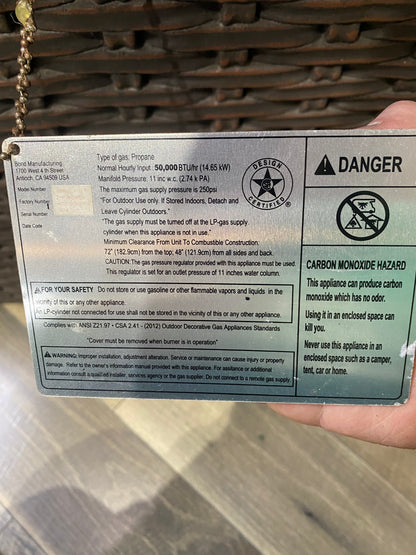 Bond Manufacturing
1700 West 4 th Street
Antioch, CA 94509 USA
Model Number
Factory Number
Serial Number
Date Code
Type of gas: Propane
Normal Hourly Input: 50,000 BTU/hr (14.65 kW)
Manifold Pressure: 11 inc w.c. (2.74 k PA)
The maximum gas supply pressure is 250psi
"For Outdoor Use only. If Stored Indoors, Detach and
Leave Cylinder Outdoors."
"The gas supply must be turned off at the LP-gas supply.
cylinder when this appliance is not in use."
Minimum Clearance From Unit To Combustible Construction.
72" (182.9cm) from the top; 48" (121.9cm) from all sides and back.
CAUTION:The gas pressure regulator provided with this appliance must be used.
This regulator is set for an outlet pressure of 11 inches water column.
DESIGN
CERTIFIED
FOR YOUR SAFETY Do not store or use gasoline or other flammable vapors and liquids in the
vicinity of this or any other appliance.
An LP-cylinder not connected for use shall not be stored in the vicinity of this or any other appliance.
Complies with ANSI Z21.97 • CSA 2.41 - (2012) Outdoor Decorative Gas Appliances Standards
"Cover must be removed when burner is in operation"
WARNING: Improper installation, adjustment alteration, Service or maintenance can cause injury or property
damage. Refer to the owner's information manual provided with this appliance. For assitance or additional
information consult a qualified installer, services agency or the gas supplier. Do not connect to a remote gas supply.
DANGER
CARBON MONOXIDE HAZARD
This appliance can produce carbon
monoxide which has no odor.
Using it in an enclosed space can
kill you.
Never use this appliance in an
enclosed space such as a camper,
tent, car or home.